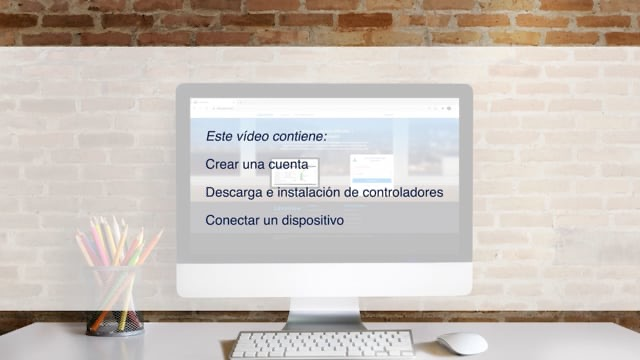 Este vídeo contiene:
Crear una cuenta
Descarga e instalación de controladores
Conectar un dispositivo